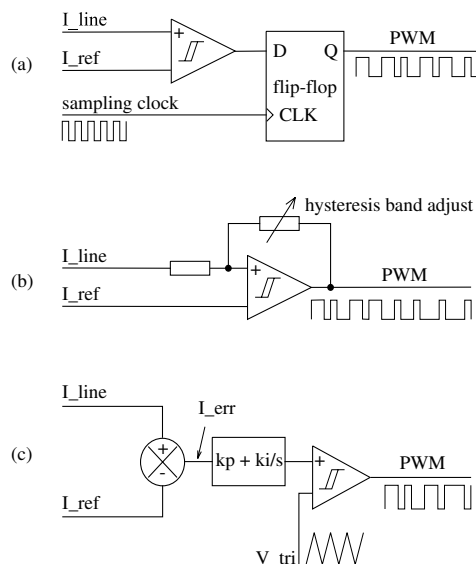 I_line
PWM
+
D Q
(a)
I_ref
flip-flop
sampling clock
CLK
hysteresis band adjust
I_line
+
PWM
(b)
I_ref
I_line
I_err
+
(c)
-
kp + ki/s
+
PWM
I_ref
V_tri